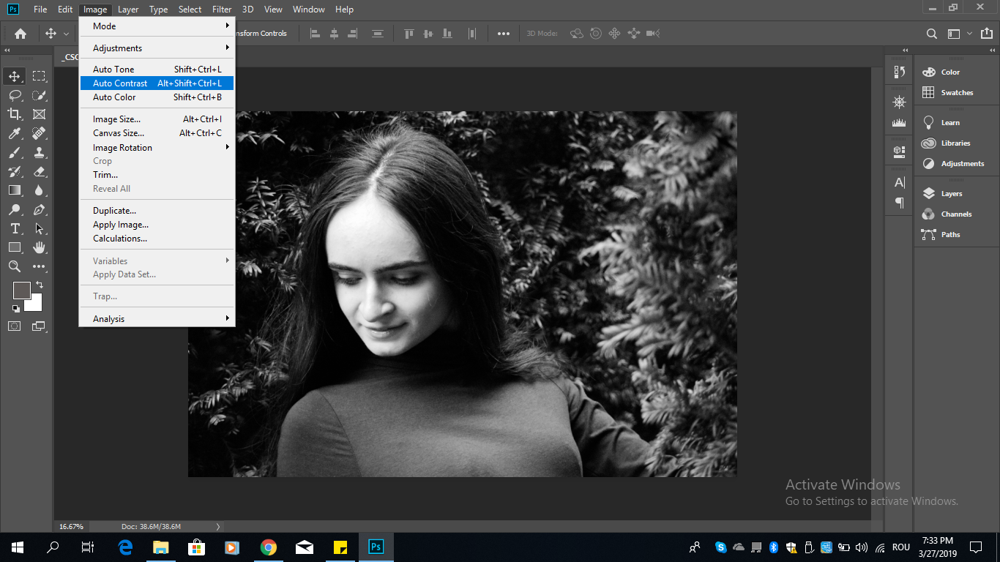 Ps File Edit Image Layer Type Select Filter 3D View Window Help
nsform Controls 3D Mode:
_CSC
Mode
Adjustments
Auto Tone Shift+Ctrl+L
Auto Contrast Alt+Shift+Ctrl+L
Auto Color Shift+Ctrl+B
Image Size... Alt+Ctrl+I
Canvas Size... Alt+Ctrl+C
Image Rotation
Crop
Trim...
Reveal All
Duplicate...
Apply Image...
Calculations...
Variables
Apply Data Set...
Trap...
Analysis
Color
Swatches
Learn
Libraries
Adjustments
Layers
Channels
Paths
Activate Windows
Go to Settings to activate Windows.
16.67% Doc: 38.6M/38.6M
Ps
ROU
7:33 PM
3/27/2019